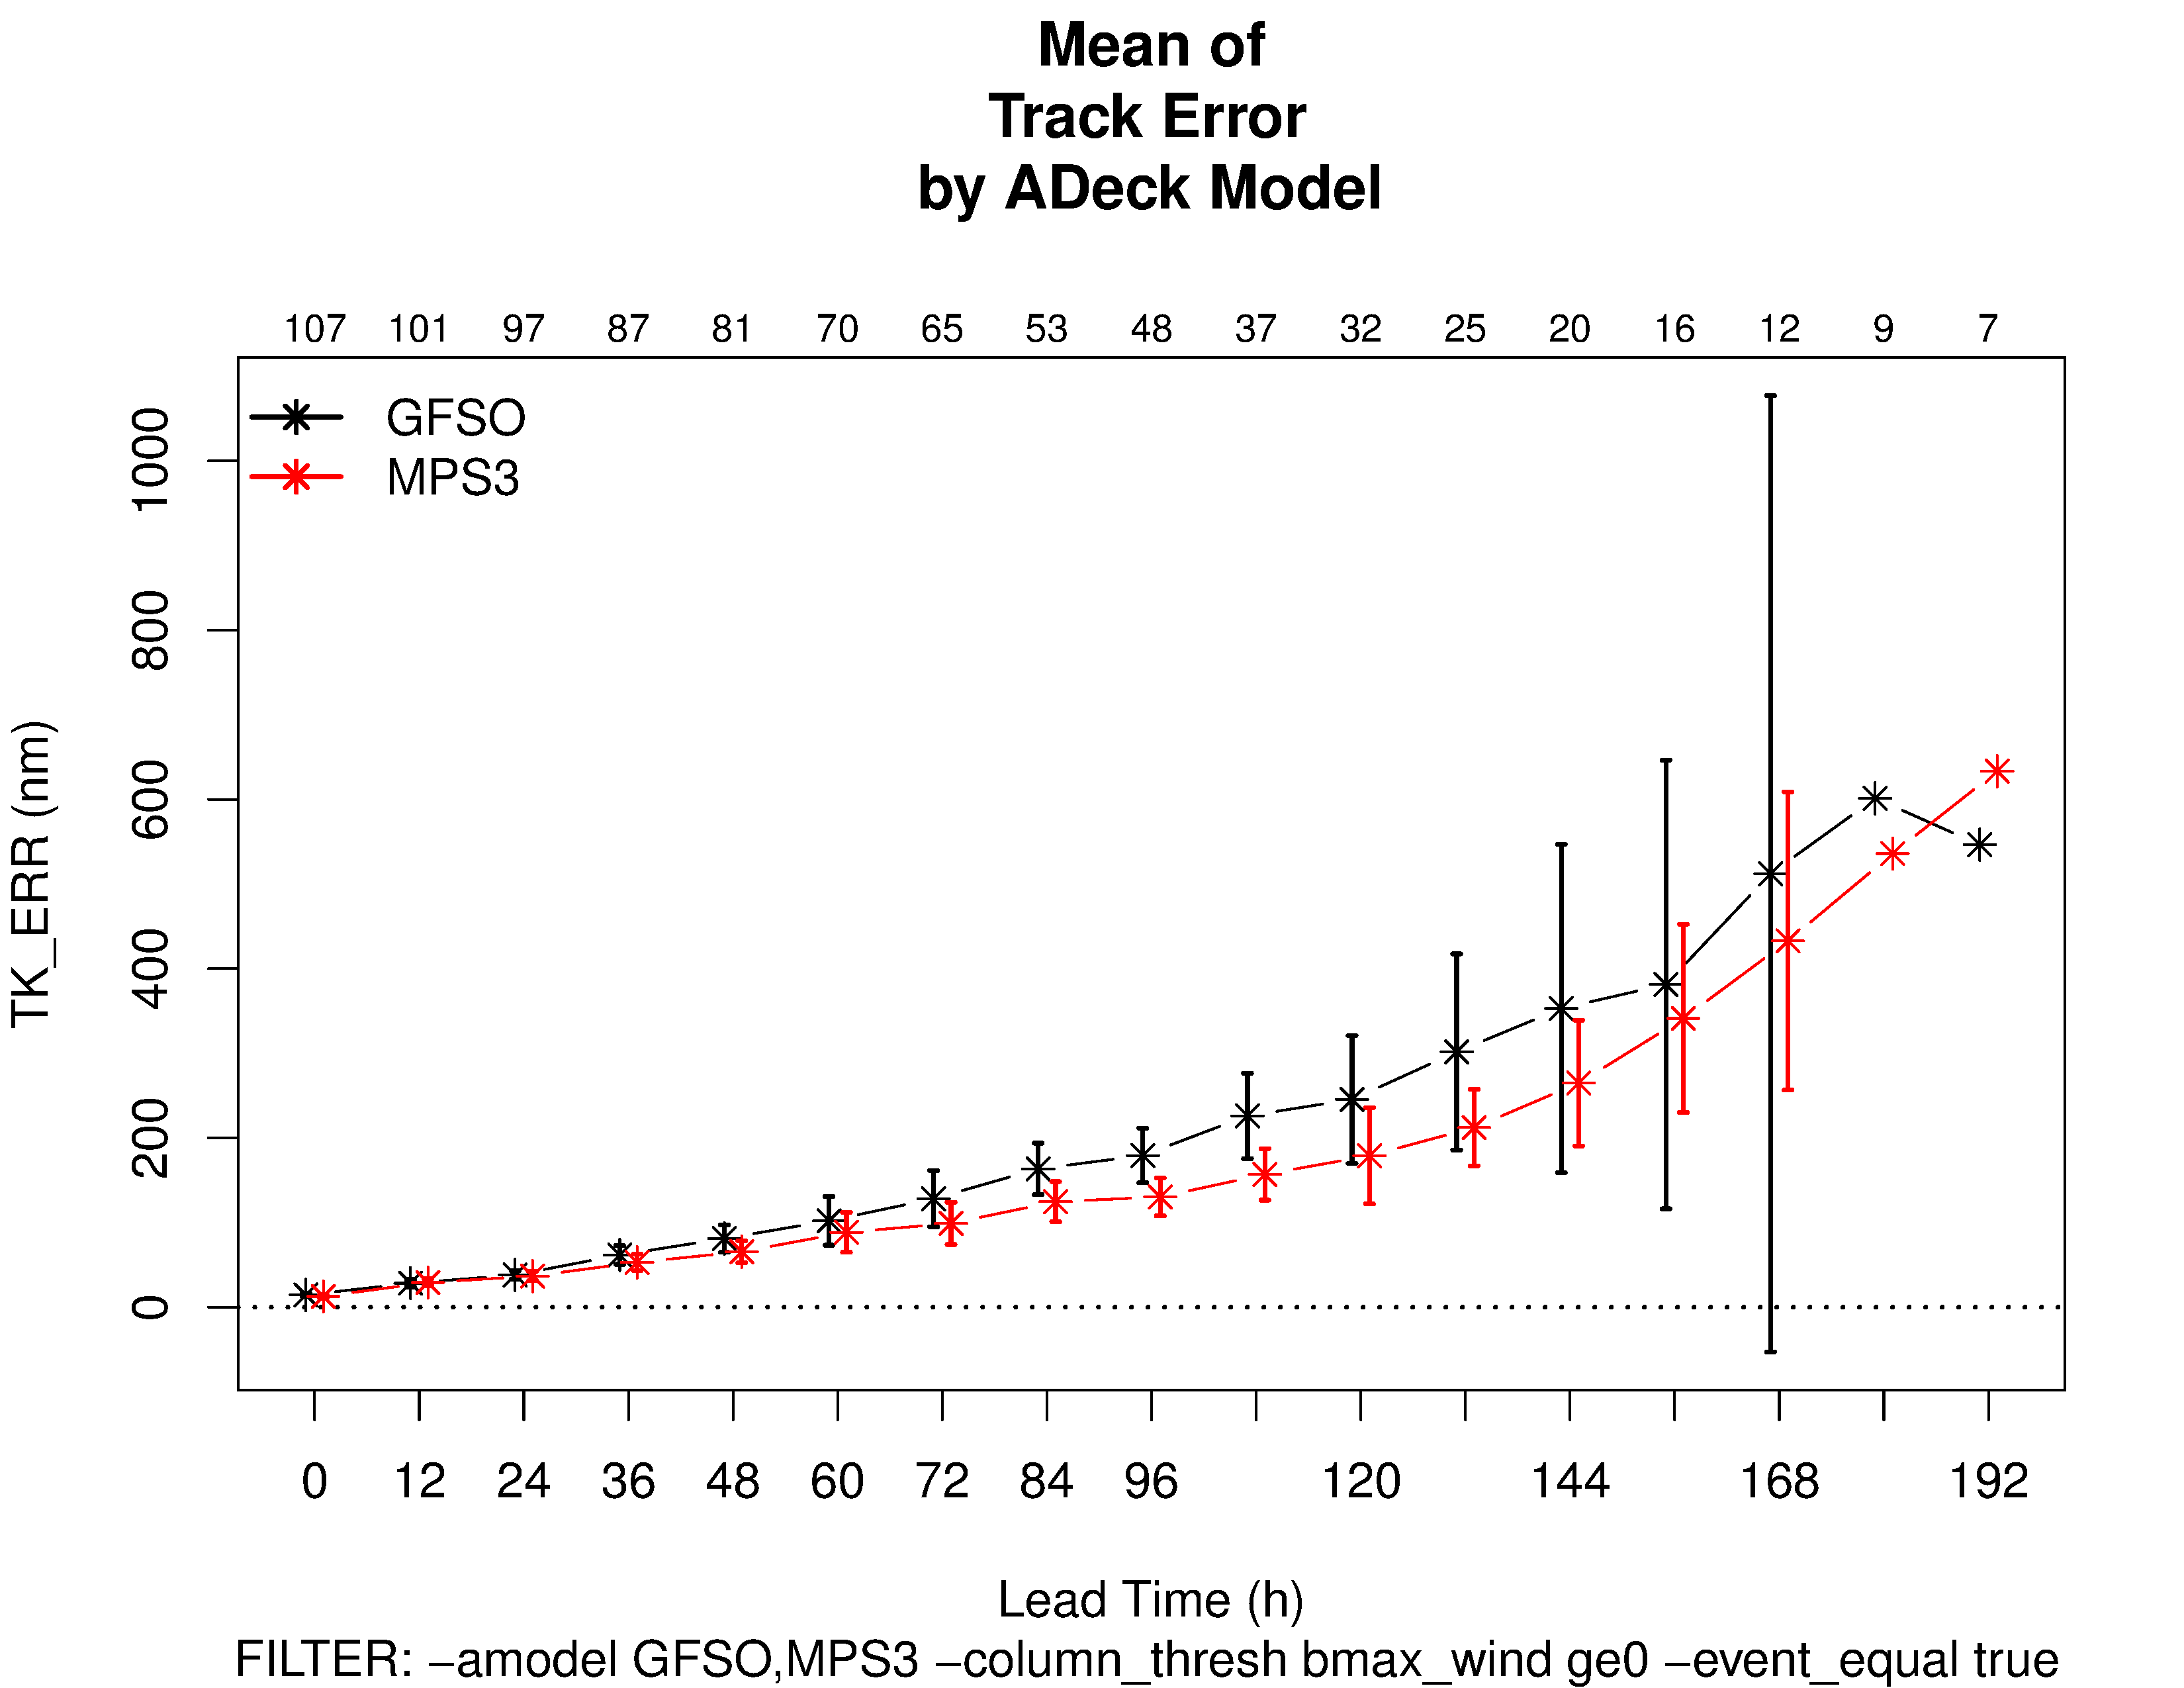 Mean of
Track Error
by ADeck Model
107 101 97 87 81 70 65 53 48 37 32 25 20 16 12 9 7
GFSO
MPS3
TK_ERR (nm)
1000
800
600
400
200
0
0 12 24 36 48 60 72 84 96 120 144 168 192
Lead Time (h)
FILTER: −amodel GFSO,MPS3 −column_thresh bmax_wind ge0 −event_equal true